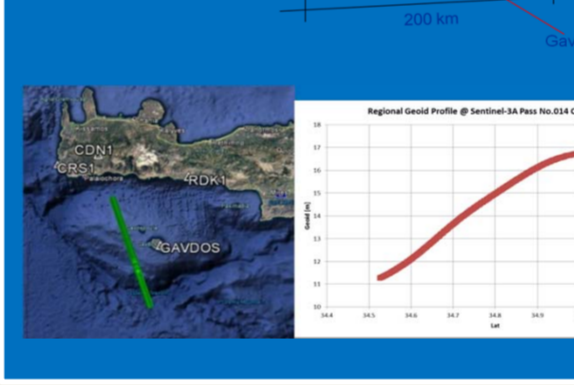 200 km
Gav
CDN1
CRS1
Palaiochora
RDK1
GAVDOS
Regional Geoid Profile @ Sentinel-3A Pass No.014 C
Geoid [m]
18
17
16
15
14
13
12
11
10
34.4 34.5 34.6 34.7 34.8 34.9
Lat